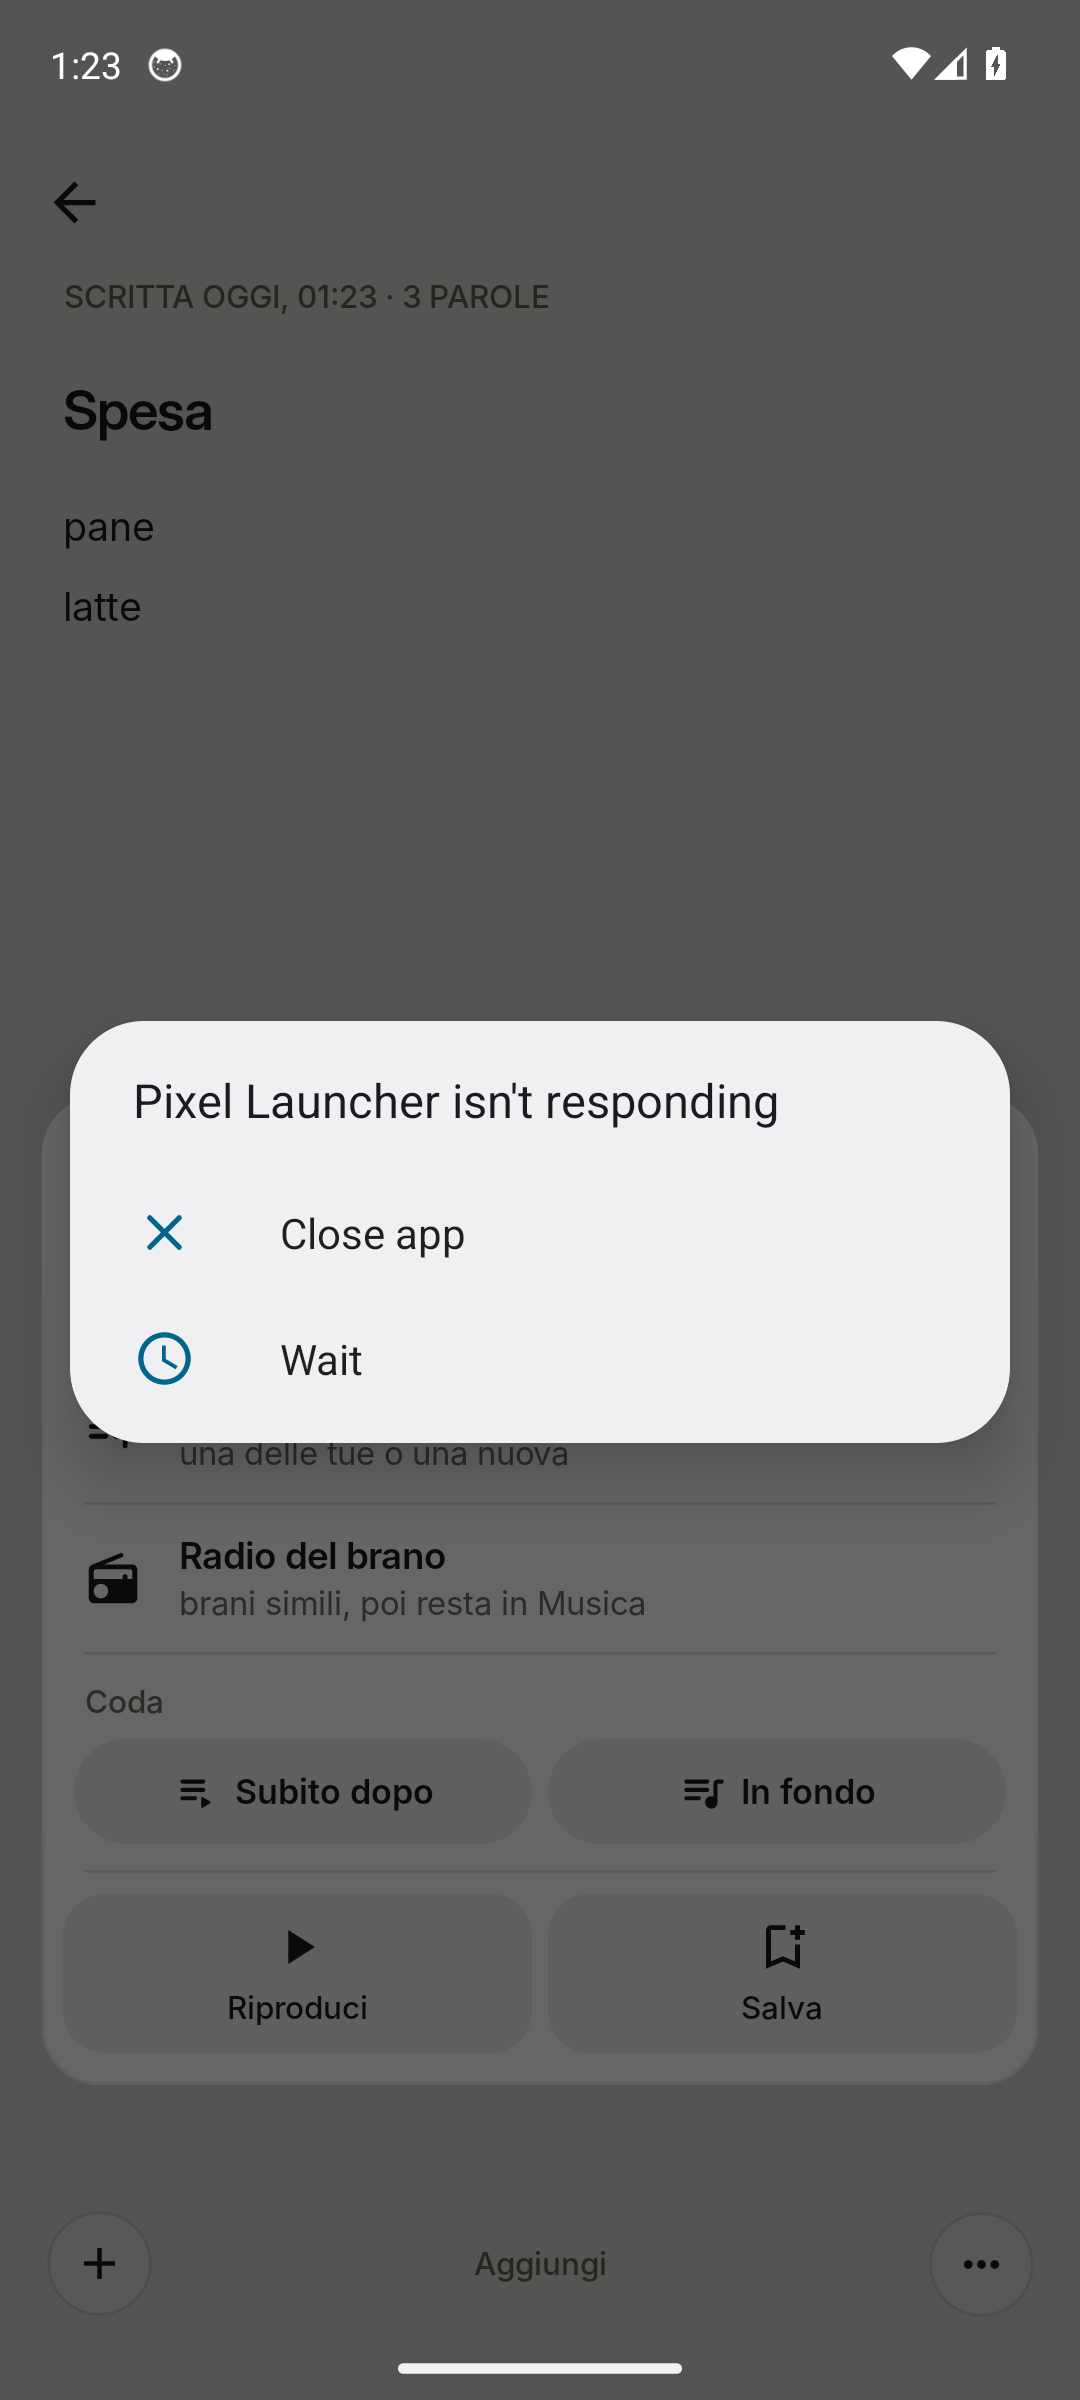 1:23
SCRITTA OGGI, 01:23 · 3 PAROLE
Spesa
pane
latte
Pixel Launcher isn't responding
Close app
Wait
una delle tue o una nuova
Radio del brano
brani simili, poi resta in Musica
Coda
Subito dopo
In fondo
Riproduci
Salva
Aggiungi